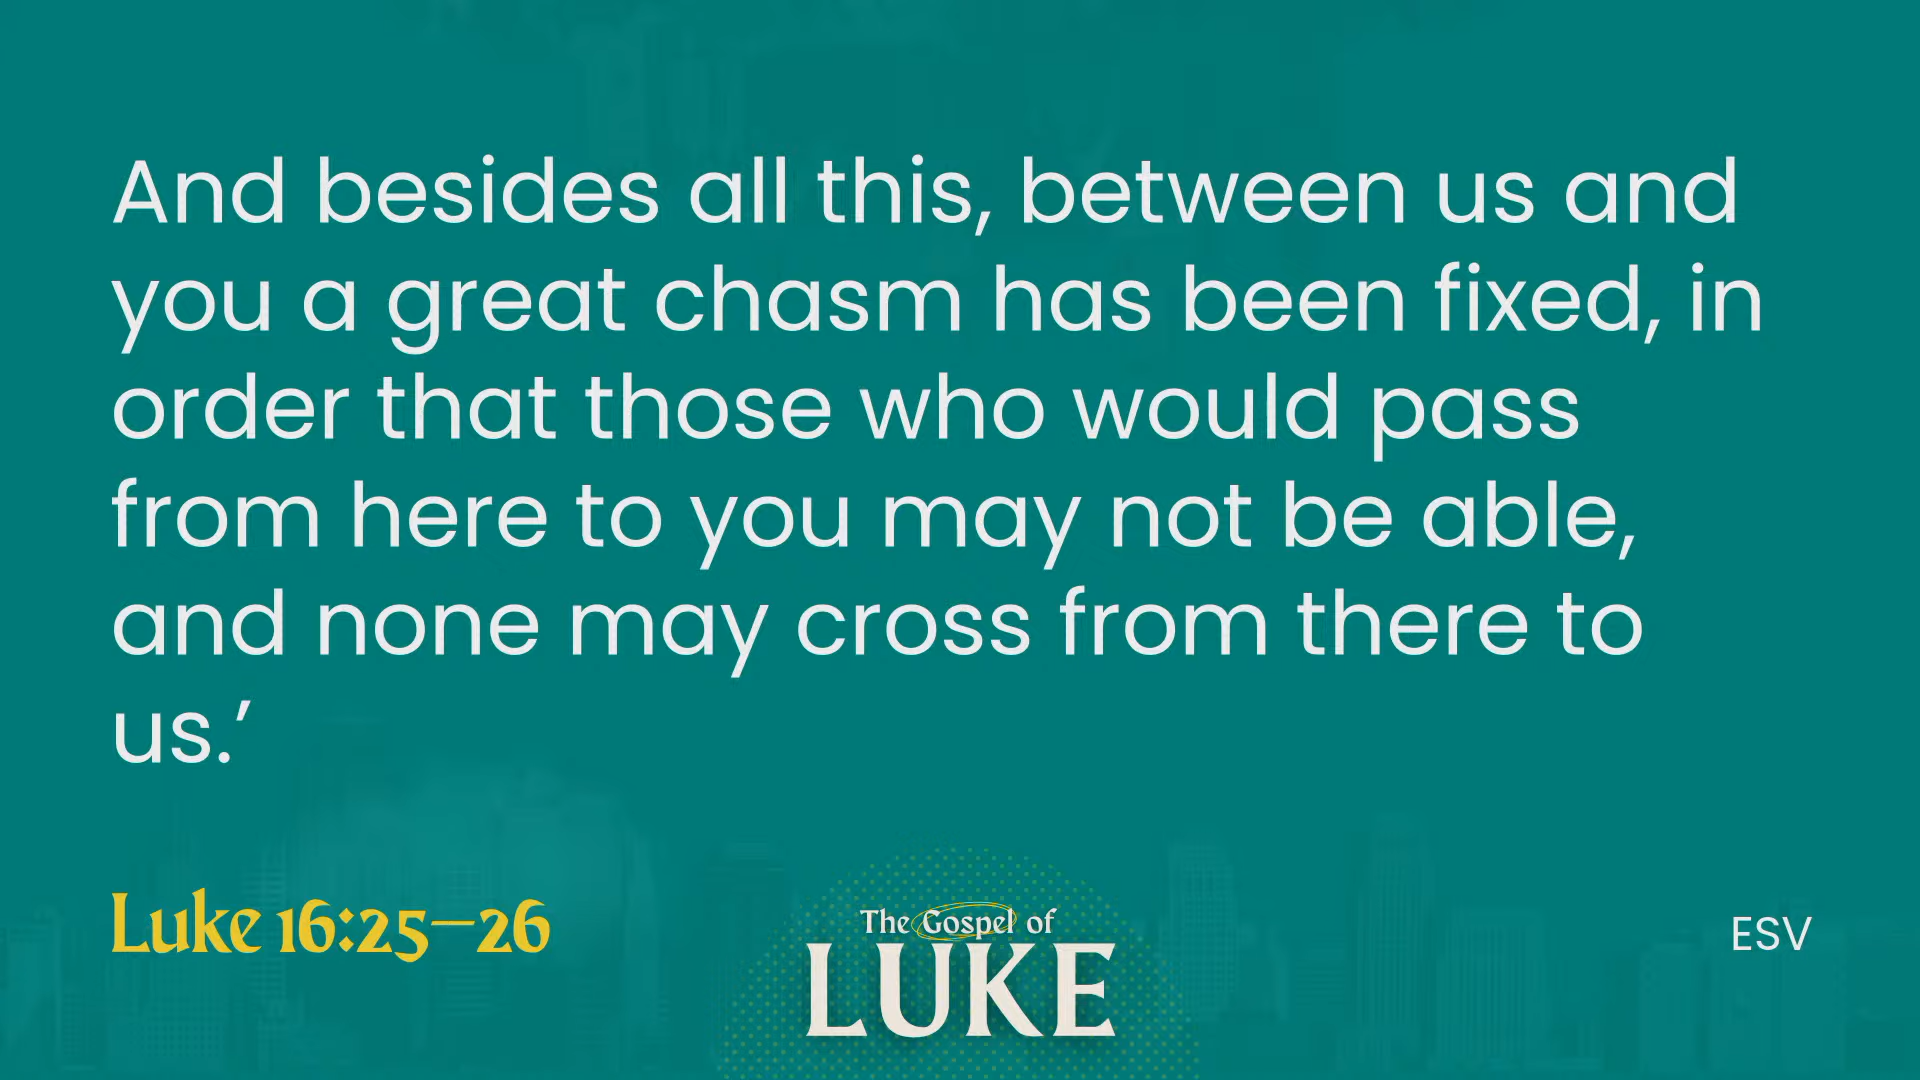 And besides all this, between us and
you a great chasm has been fixed, in
order that those who would pass
from here to you may not be able,
and none may cross from there to
us.’
Luke 16:25—26
The Gospel of
LUKE
ESV